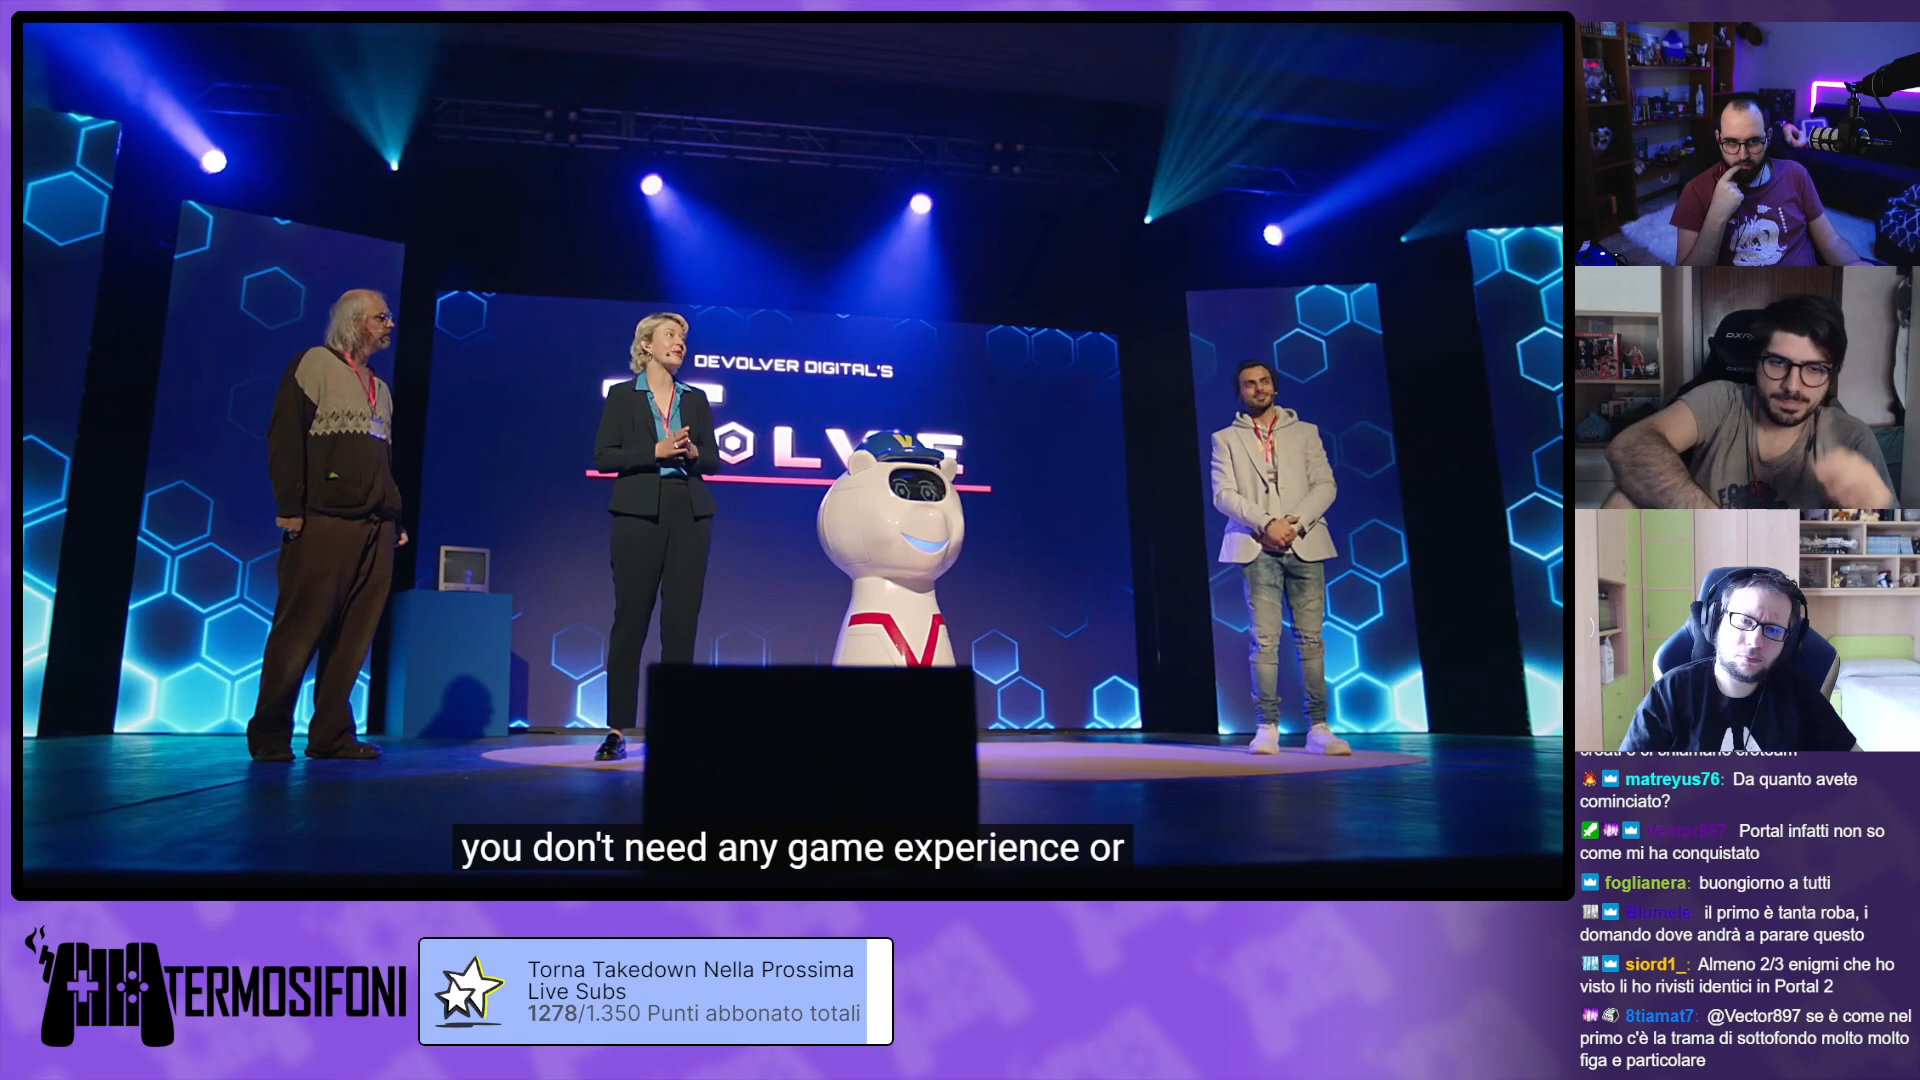 DEVOLVER DIGITAL'S
you don't need any game experience or
TERMOSIFONI
Torna Takedown Nella Prossima
Live Subs
1278/1.350 Punti abbonato totali
matreyus76: Da quanto avete
cominciato?
Vector897 Portal infatti non so
come mi ha conquistato
foglianera: buongiorno a tutti
Blumele il primo è tanta roba, i
domando dove andrà a parare questo
siord1_: Almeno 2/3 enigmi che ho
visto li ho rivisti identici in Portal 2
8tiamat7: @Vector897 se è come nel
primo c'è la trama di sottofondo molto molto
figa e particolare